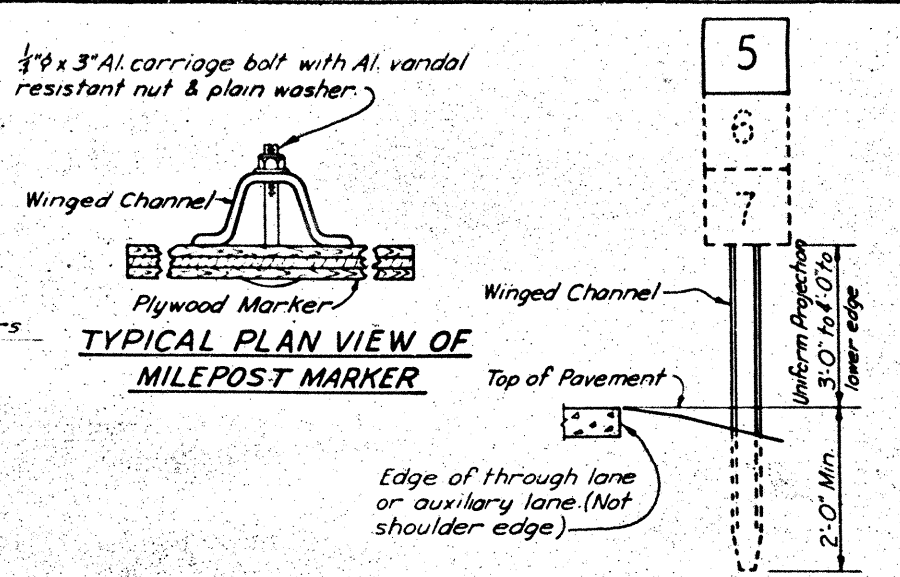 "φ x 3" Al. carriage bolt with Al. vandal
resistant nut & plain washer.
Winged Channel
Plywood Marker
TYPICAL PLAN VIEW OF
MILEPOST MARKER
5
6
7
Winged Channel
Uniform Projection
3'-0" to 4'-0" to
lower edge
Top of Pavement
Edge of through lane
or auxiliary lane. (Not
shoulder edge)
2'-0" Min.